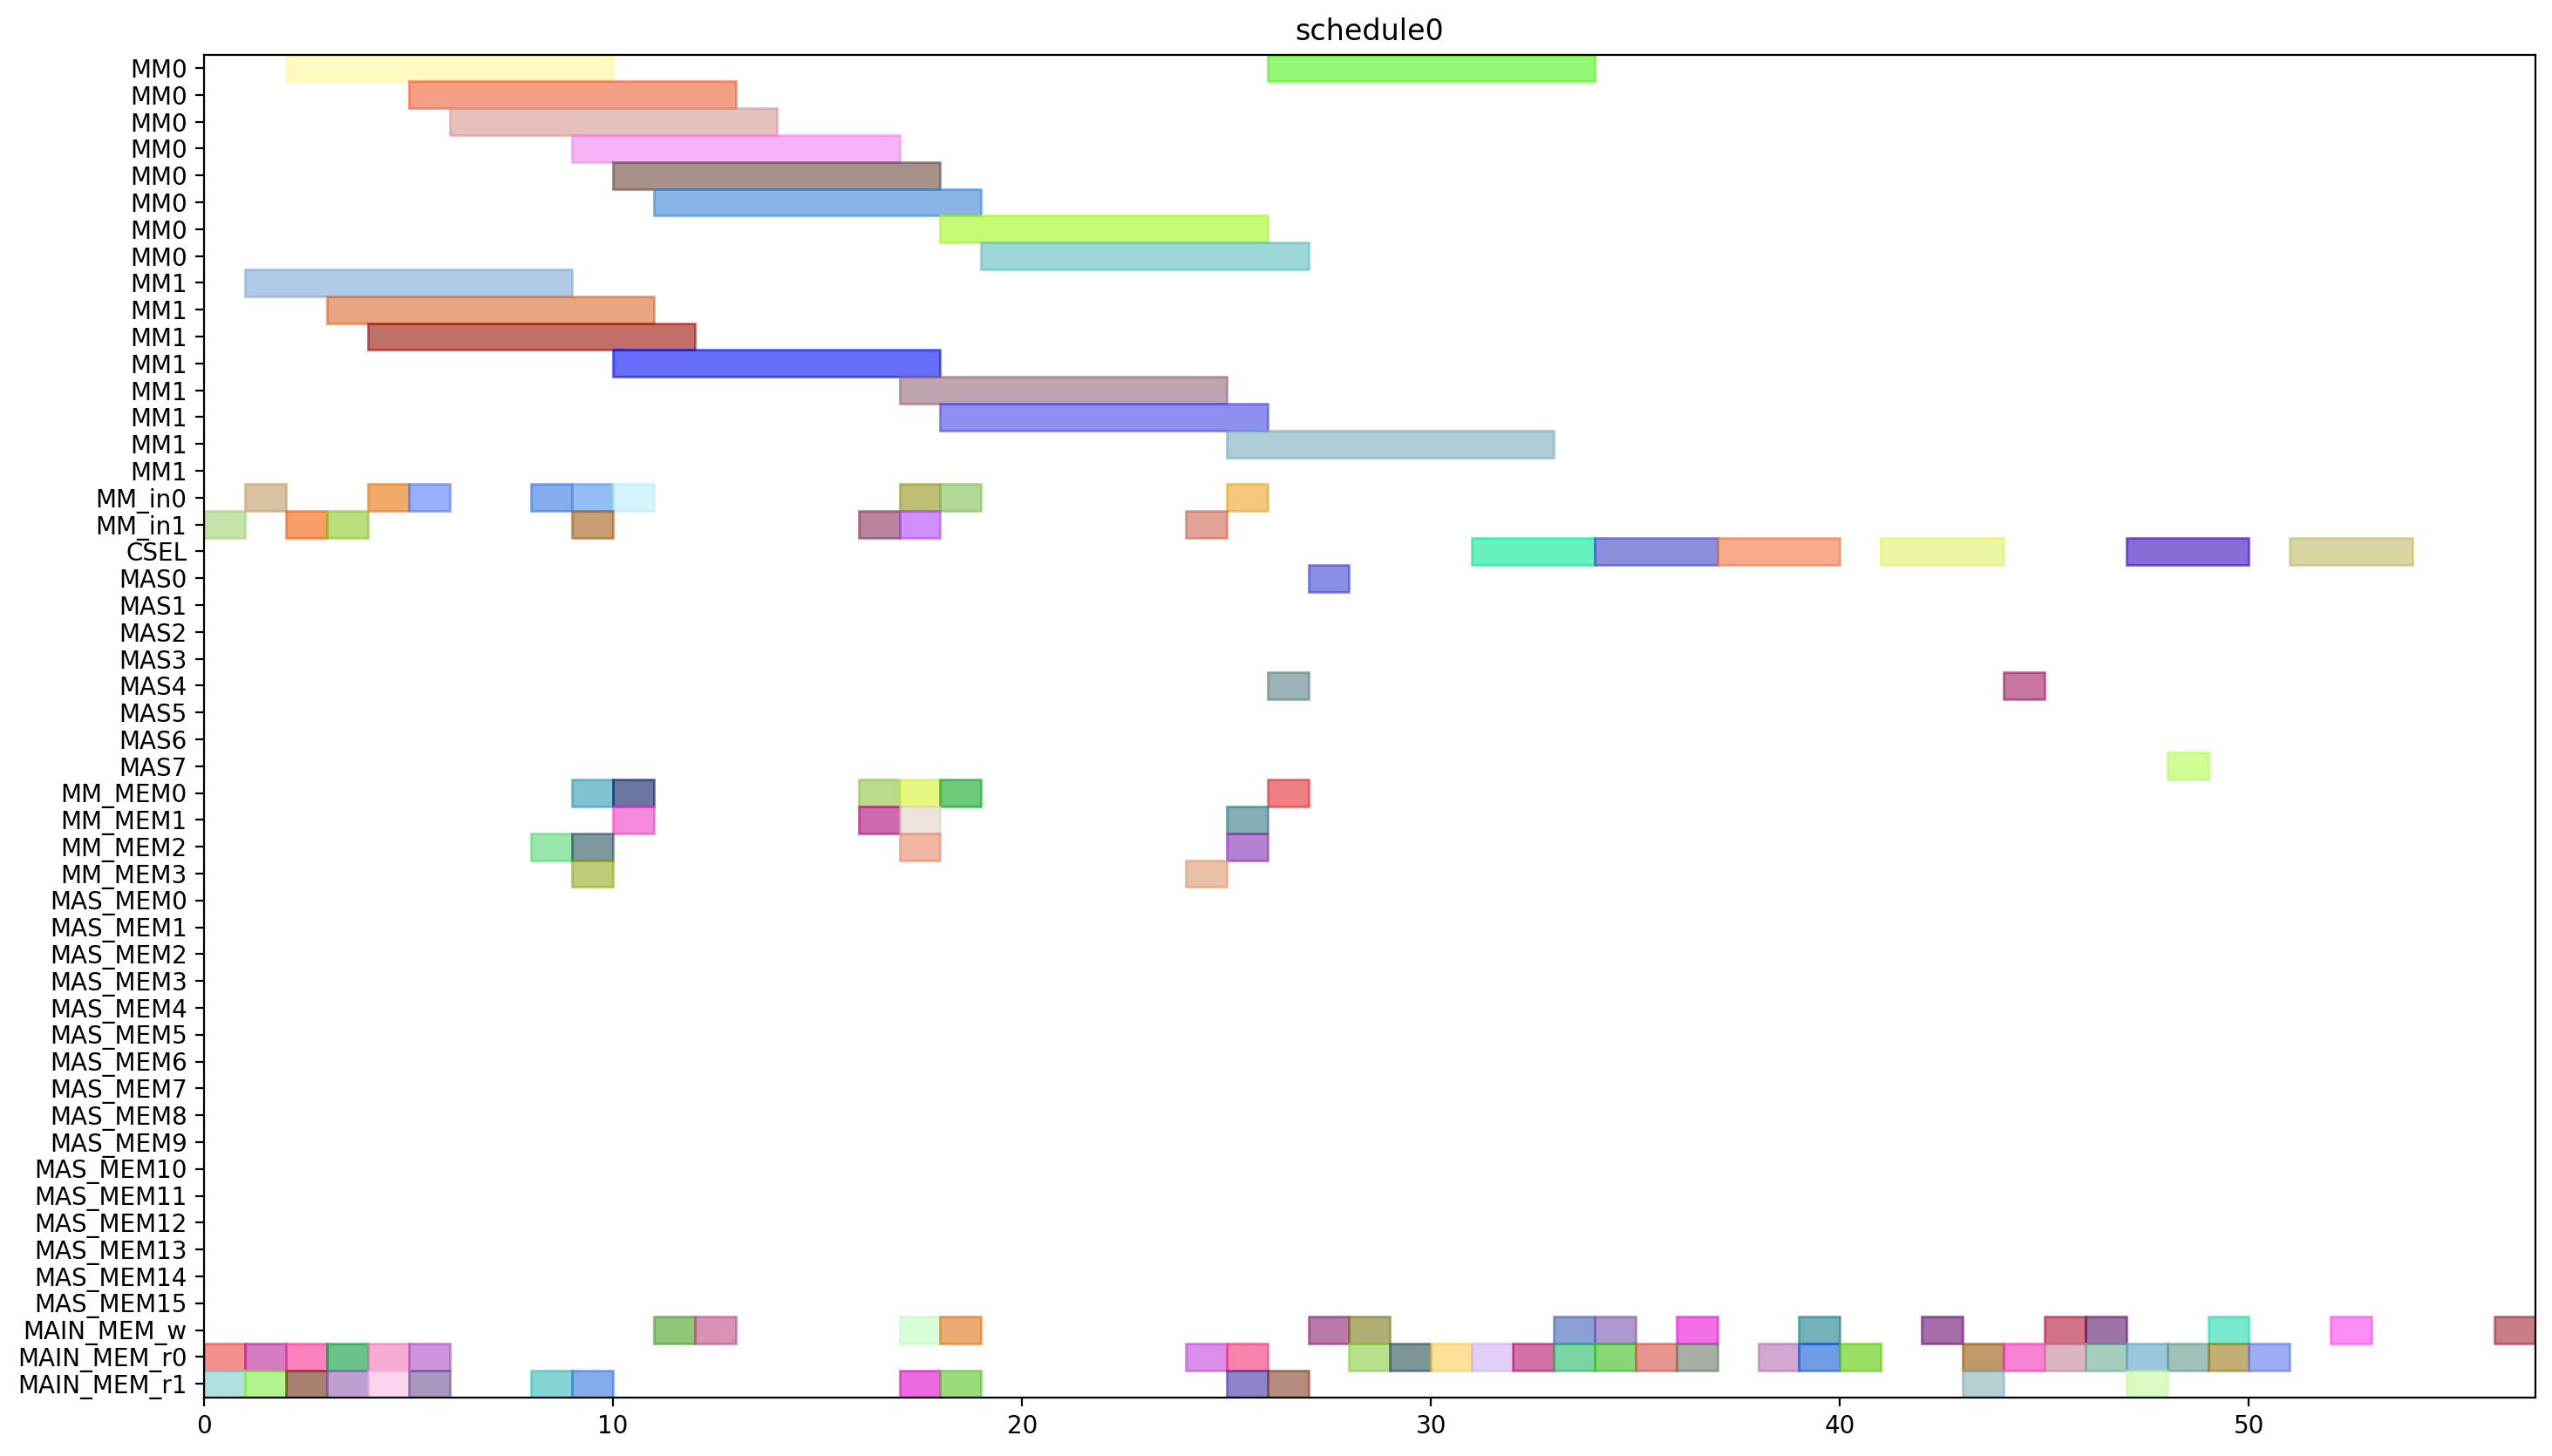 schedule0
MM0
MM0
MM0
MM0
MM0
MM0
MM0
MM0
MM1
MM1
MM1
MM1
MM1
MM1
MM1
MM1
MM_in0
MM_in1
CSEL
MAS0
MAS1
MAS2
MAS3
MAS4
MAS5
MAS6
MAS7
MM_MEM0
MM_MEM1
MM_MEM2
MM_MEM3
MAS_MEM0
MAS_MEM1
MAS_MEM2
MAS_MEM3
MAS_MEM4
MAS_MEM5
MAS_MEM6
MAS_MEM7
MAS_MEM8
MAS_MEM9
MAS_MEM10
MAS_MEM11
MAS_MEM12
MAS_MEM13
MAS_MEM14
MAS_MEM15
MAIN_MEM_w
MAIN_MEM_r0
MAIN_MEM_r1
0 10 20 30 40 50